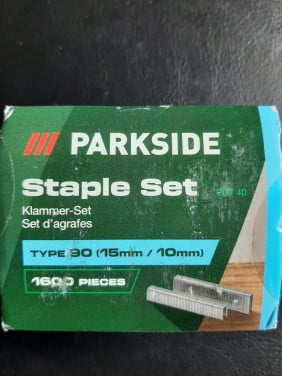 PARKSIDE
Staple Set
Klammer-Set
Set d'agrafes
TYPE 90 (15mm / 10mm)
1600 PIECES